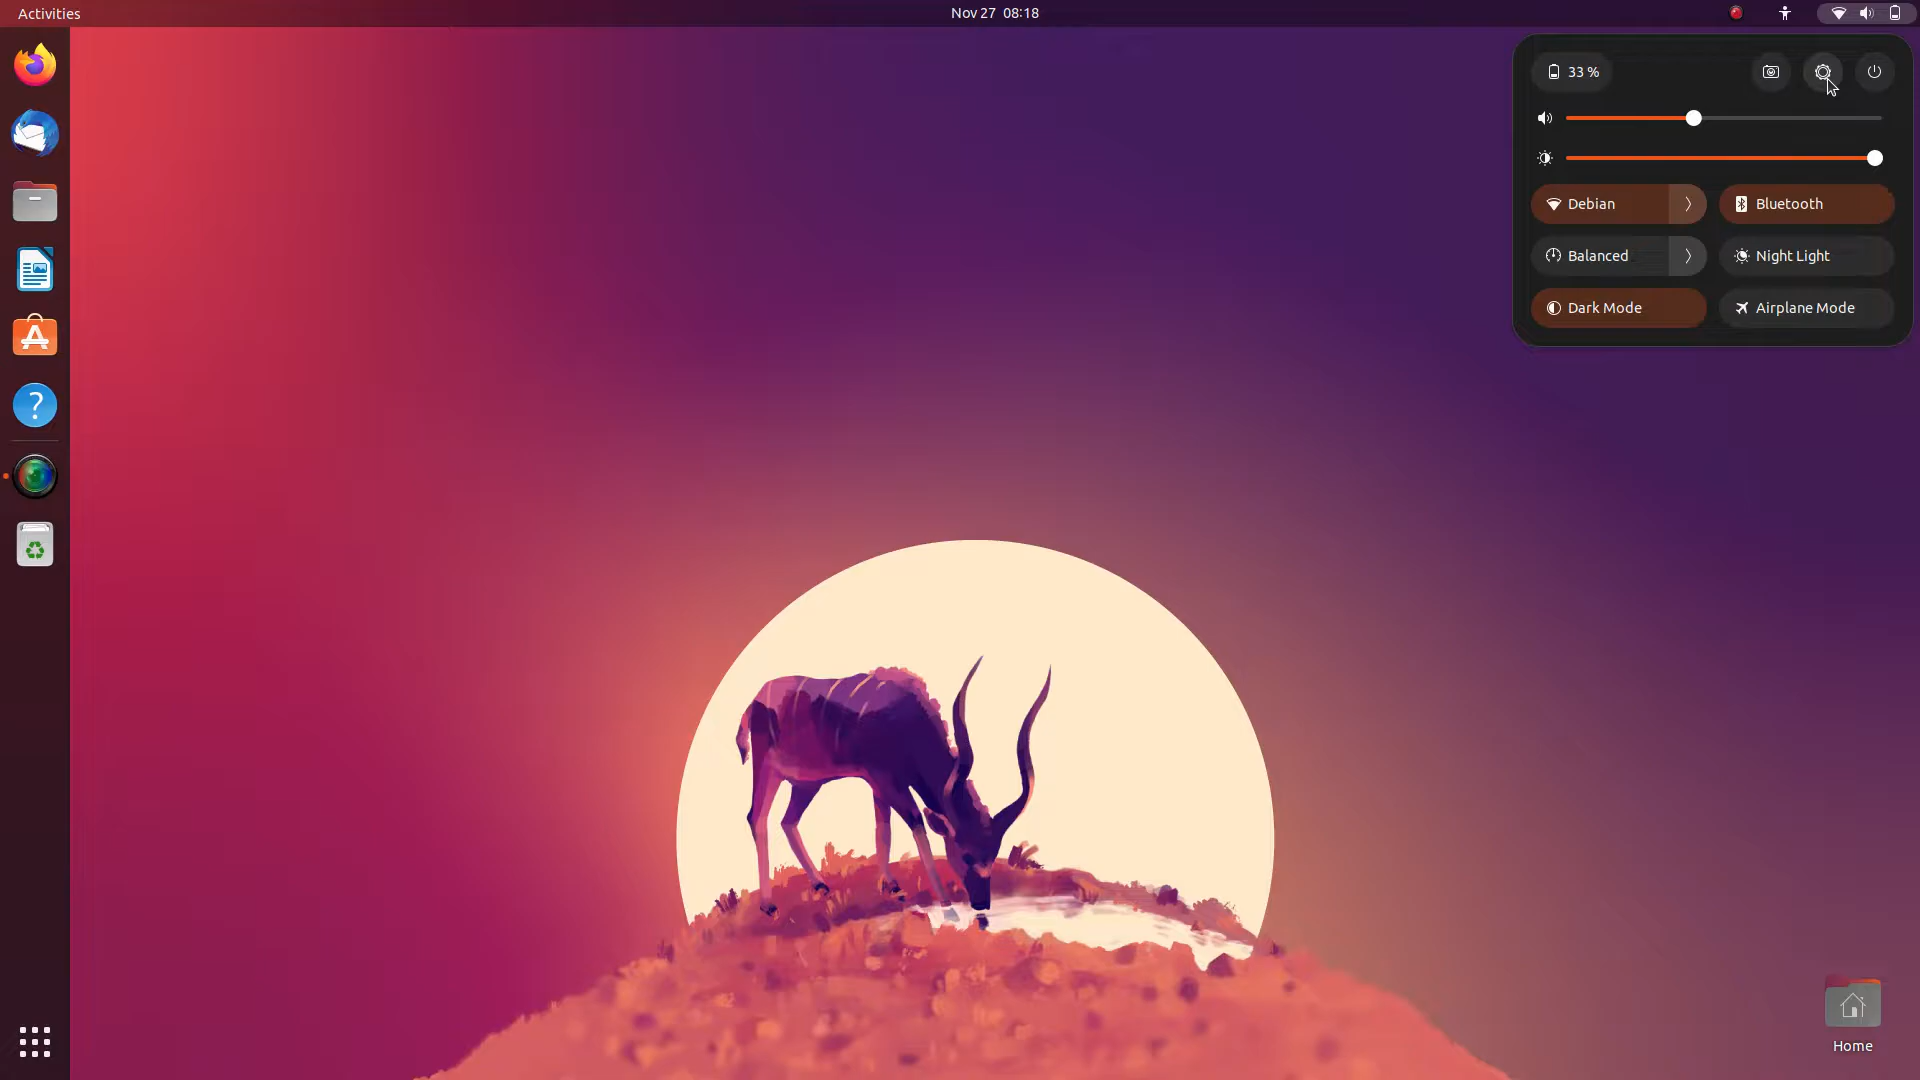 Activities
Nov 27 08:18
33 %
Debian
Bluetooth
Balanced
Night Light
Dark Mode
Airplane Mode
?
Home